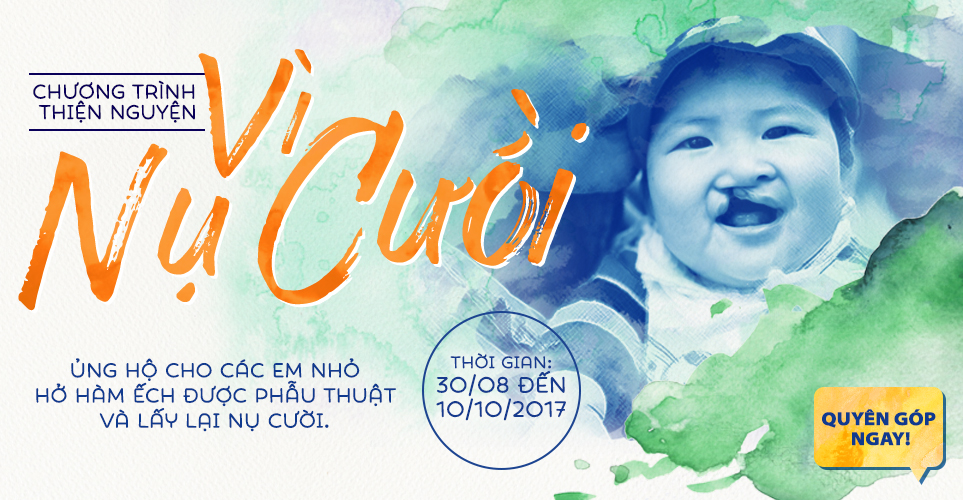 CHƯƠNG TRÌNH
THIỆN NGUYỆN
Vì
Nụ Cười
ỦNG HỘ CHO CÁC EM NHỎ
HỞ HÀM ẾCH ĐƯỢC PHẪU THUẬT
VÀ LẤY LẠI NỤ CƯỜI.
THỜI GIAN:
30/08 ĐẾN
10/10/2017
QUYÊN GÓP
NGAY!